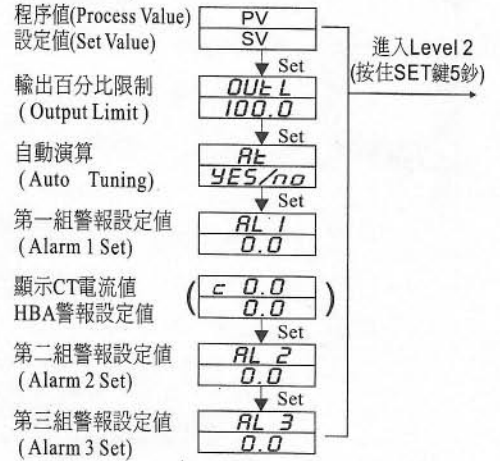 程序值(Process Value)
設定值(Set Value)
PV
SV
進入Level 2
(按住SET鍵5鈔)
Set
輸出百分比限制
( Output Limit )
OUtL
100.0
Set
自動演算
(Auto Tuning)
At
YES/no
Set
第一組警報設定值
( Alarm 1 Set)
AL 1
0.0
顯示CT電流值
HBA警報設定值
( c 0.0
0.0 )
Set
第二組警報設定值
( Alarm 2 Set)
AL 2
0.0
Set
第三組警報設定值
( Alarm 3 Set)
AL 3
0.0